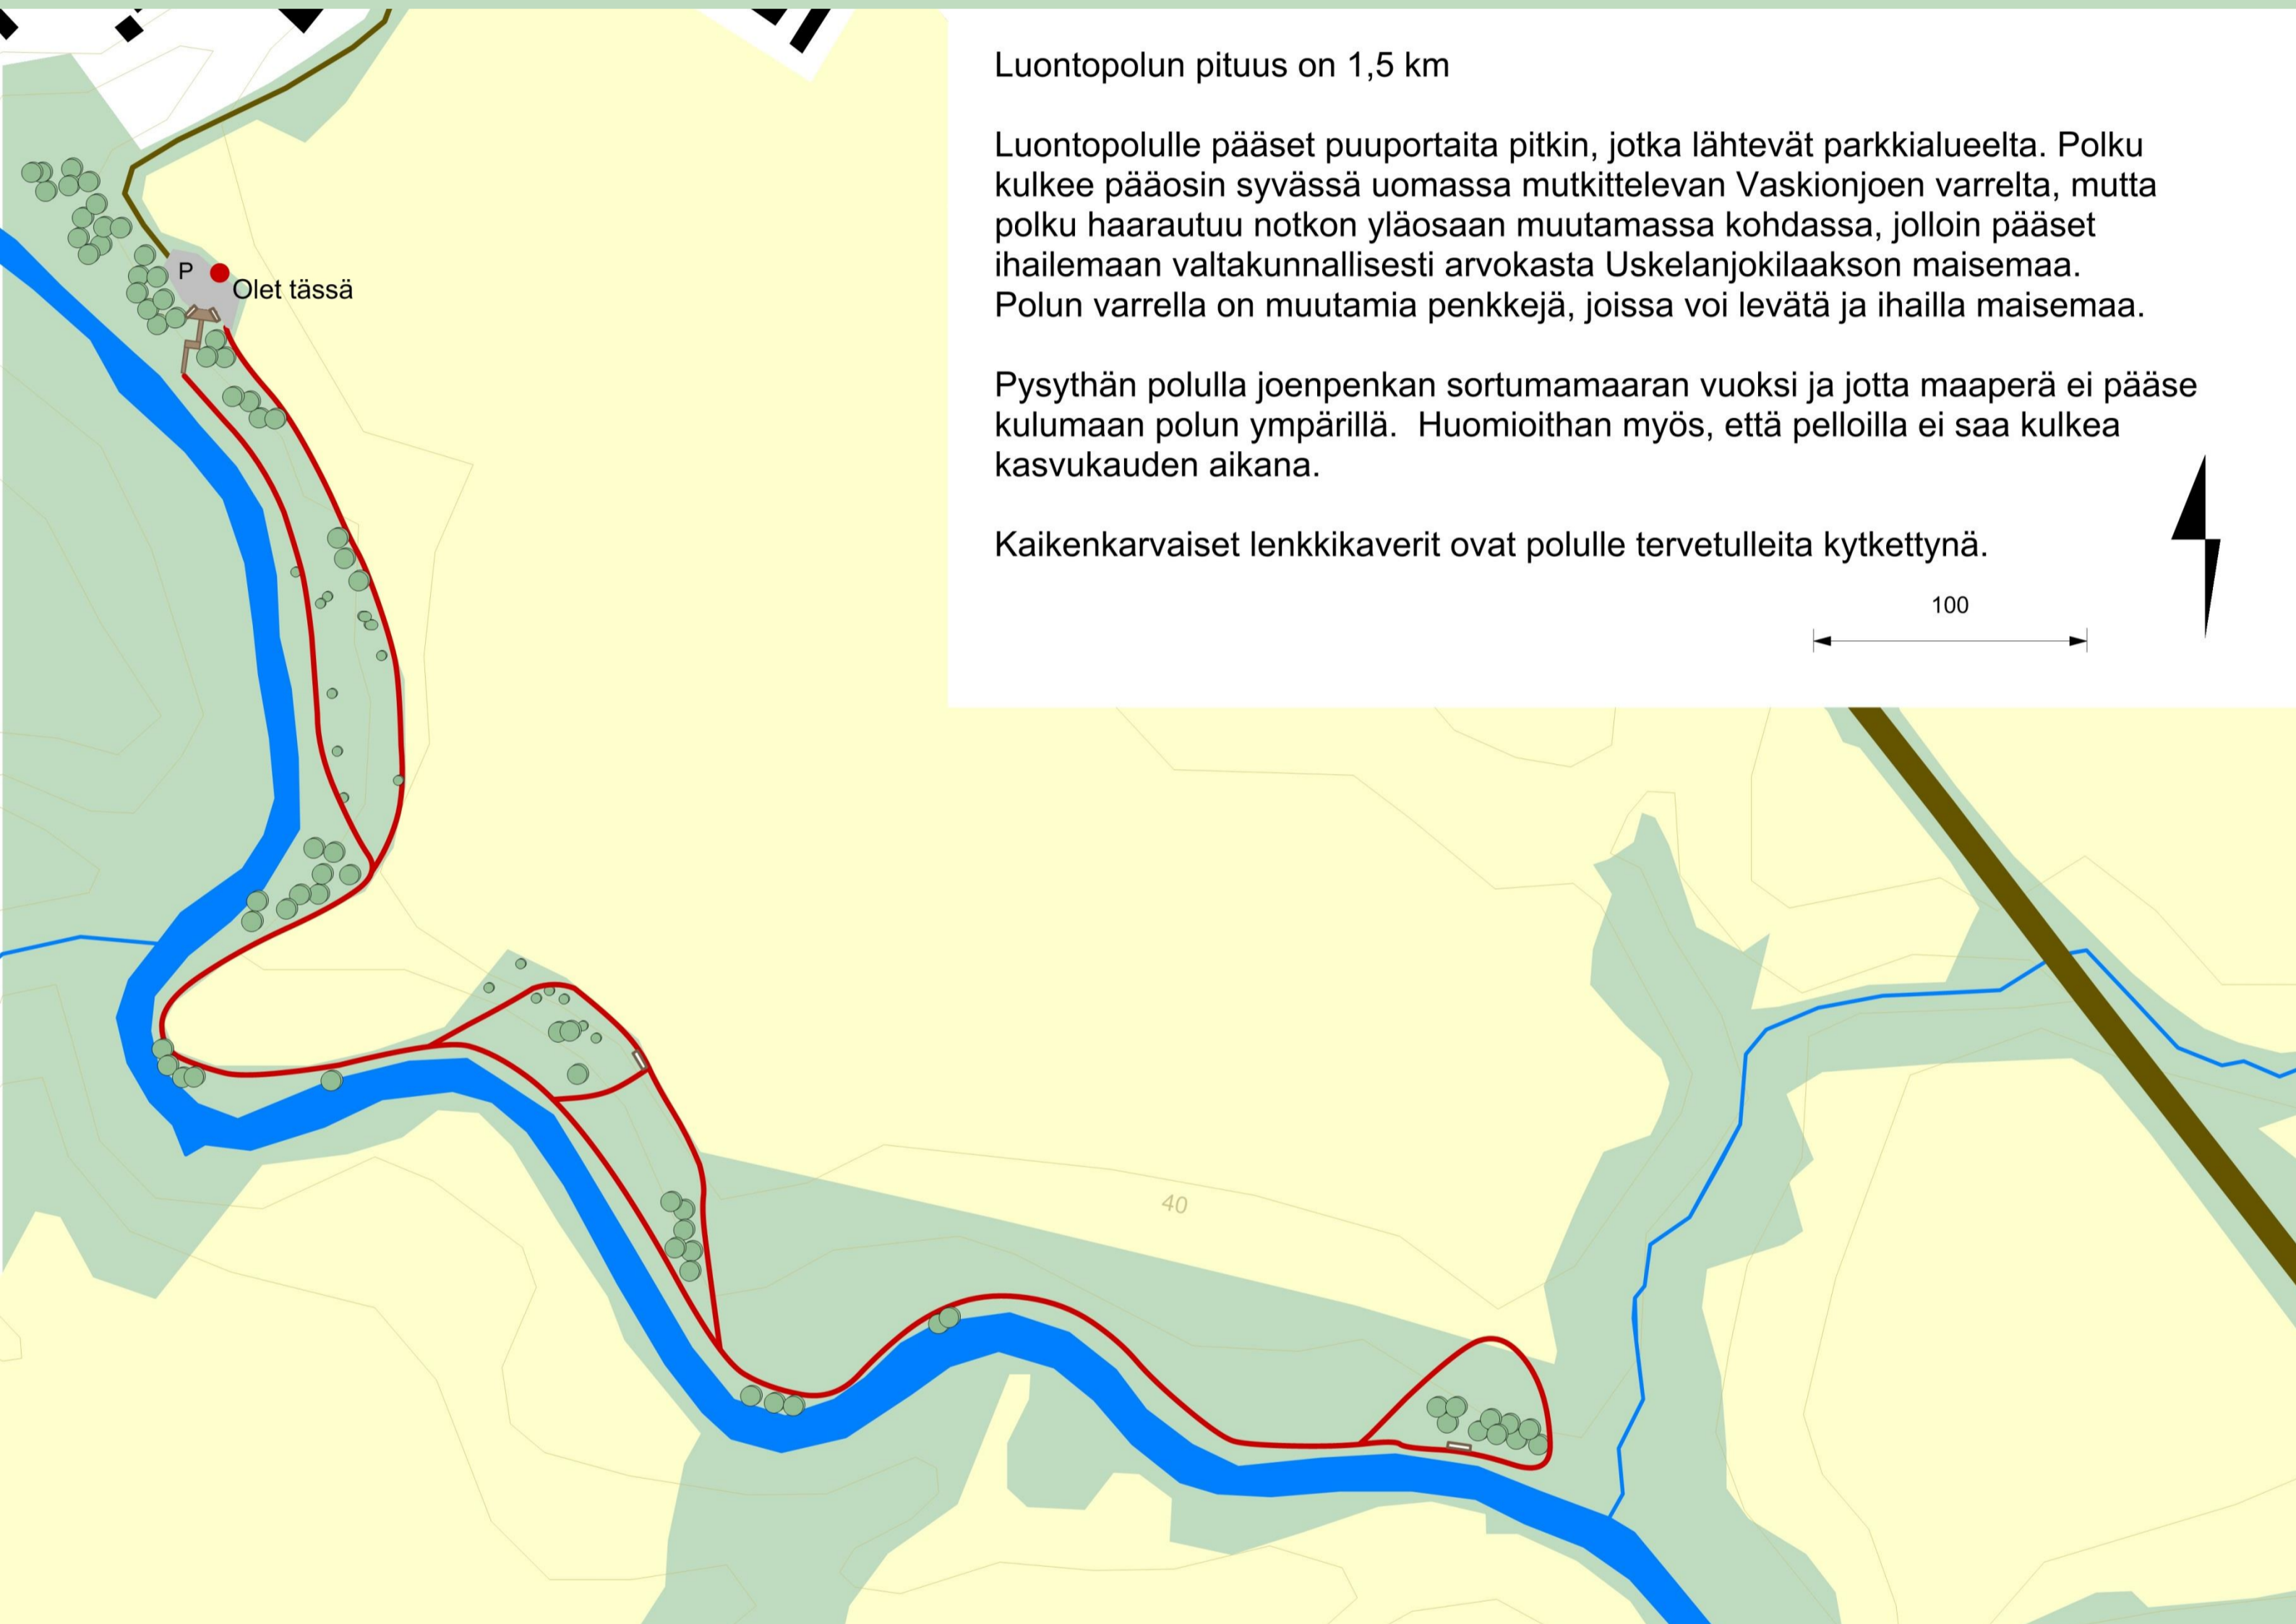 Luontopolun pituus on 1,5 km
Luontopolulle pääset puuportaita pitkin, jotka lähtevät parkkialueelta. Polku
kulkee pääosin syvässä uomassa mutkittelevan Vaskionjoen varrelta, mutta
polku haarautuu notkon yläosaan muutamassa kohdassa, jolloin pääset
ihailemaan valtakunnallisesti arvokasta Uskelanjokilaakson maisemaa.
Polun varrella on muutamia penkkejä, joissa voi levätä ja ihailla maisemaa.
Pysythän polulla joenpenkan sortumamaaran vuoksi ja jotta maaperä ei pääse
kulumaan polun ympärillä.  Huomioithan myös, että pelloilla ei saa kulkea
kasvukauden aikana.
Kaikenkarvaiset lenkkikaverit ovat polulle tervetulleita kytkettynä.
100
P
Olet tässä
40